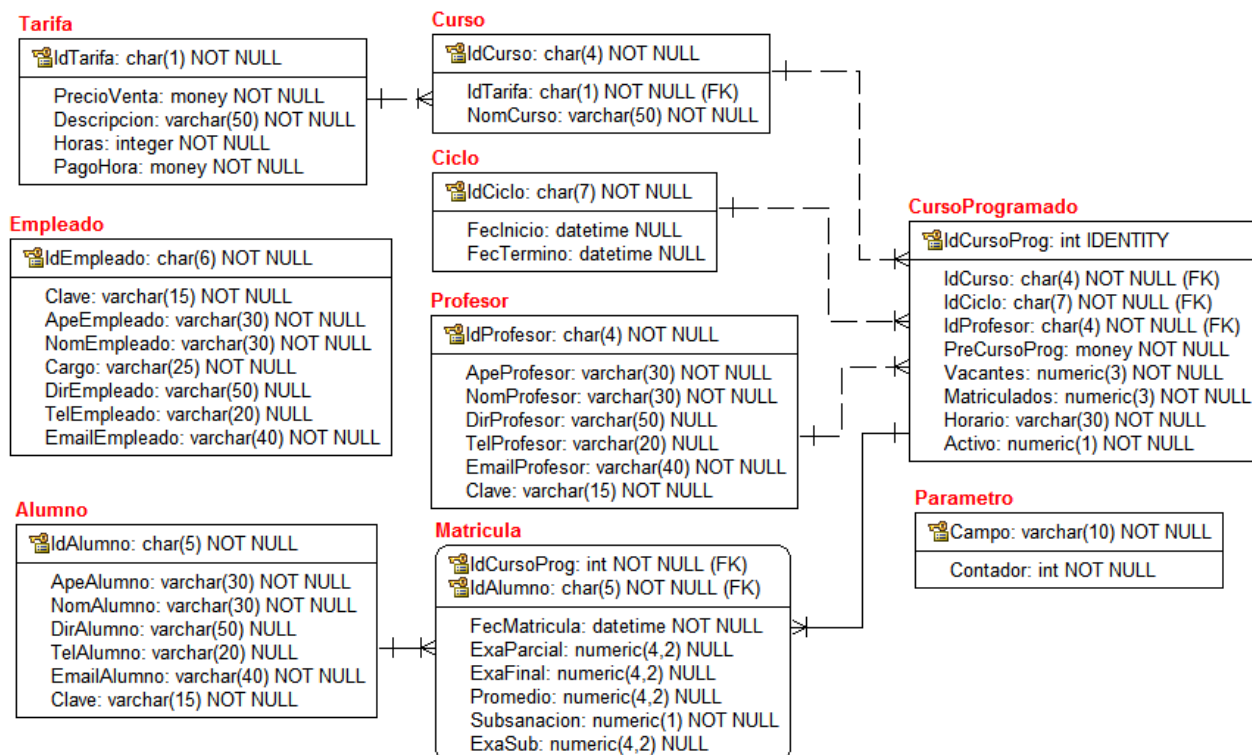 Tarifa
IdTarifa: char(1) NOT NULL
PrecioVenta: money NOT NULL
Descripcion: varchar(50) NOT NULL
Horas: integer NOT NULL
PagoHora: money NOT NULL
Curso
IdCurso: char(4) NOT NULL
IdTarifa: char(1) NOT NULL (FK)
NomCurso: varchar(50) NOT NULL
Ciclo
IdCiclo: char(7) NOT NULL
FecInicio: datetime NULL
FecTermino: datetime NULL
CursoProgramado
IdCursoProg: int IDENTITY
IdCurso: char(4) NOT NULL (FK)
IdCiclo: char(7) NOT NULL (FK)
IdProfesor: char(4) NOT NULL (FK)
PreCursoProg: money NOT NULL
Vacantes: numeric(3) NOT NULL
Matriculados: numeric(3) NOT NULL
Horario: varchar(30) NOT NULL
Activo: numeric(1) NOT NULL
Empleado
IdEmpleado: char(6) NOT NULL
Clave: varchar(15) NOT NULL
ApeEmpleado: varchar(30) NOT NULL
NomEmpleado: varchar(30) NOT NULL
Cargo: varchar(25) NOT NULL
DirEmpleado: varchar(50) NULL
TelEmpleado: varchar(20) NULL
EmailEmpleado: varchar(40) NOT NULL
Profesor
IdProfesor: char(4) NOT NULL
ApeProfesor: varchar(30) NOT NULL
NomProfesor: varchar(30) NOT NULL
DirProfesor: varchar(50) NULL
TelProfesor: varchar(20) NULL
EmailProfesor: varchar(40) NOT NULL
Clave: varchar(15) NOT NULL
Parametro
Campo: varchar(10) NOT NULL
Contador: int NOT NULL
Alumno
IdAlumno: char(5) NOT NULL
ApeAlumno: varchar(30) NOT NULL
NomAlumno: varchar(30) NOT NULL
DirAlumno: varchar(50) NULL
TelAlumno: varchar(20) NULL
EmailAlumno: varchar(40) NOT NULL
Clave: varchar(15) NOT NULL
Matricula
IdCursoProg: int NOT NULL (FK)
IdAlumno: char(5) NOT NULL (FK)
FecMatricula: datetime NOT NULL
ExaParcial: numeric(4,2) NULL
ExaFinal: numeric(4,2) NULL
Promedio: numeric(4,2) NULL
Subsanacion: numeric(1) NOT NULL
ExaSub: numeric(4,2) NULL